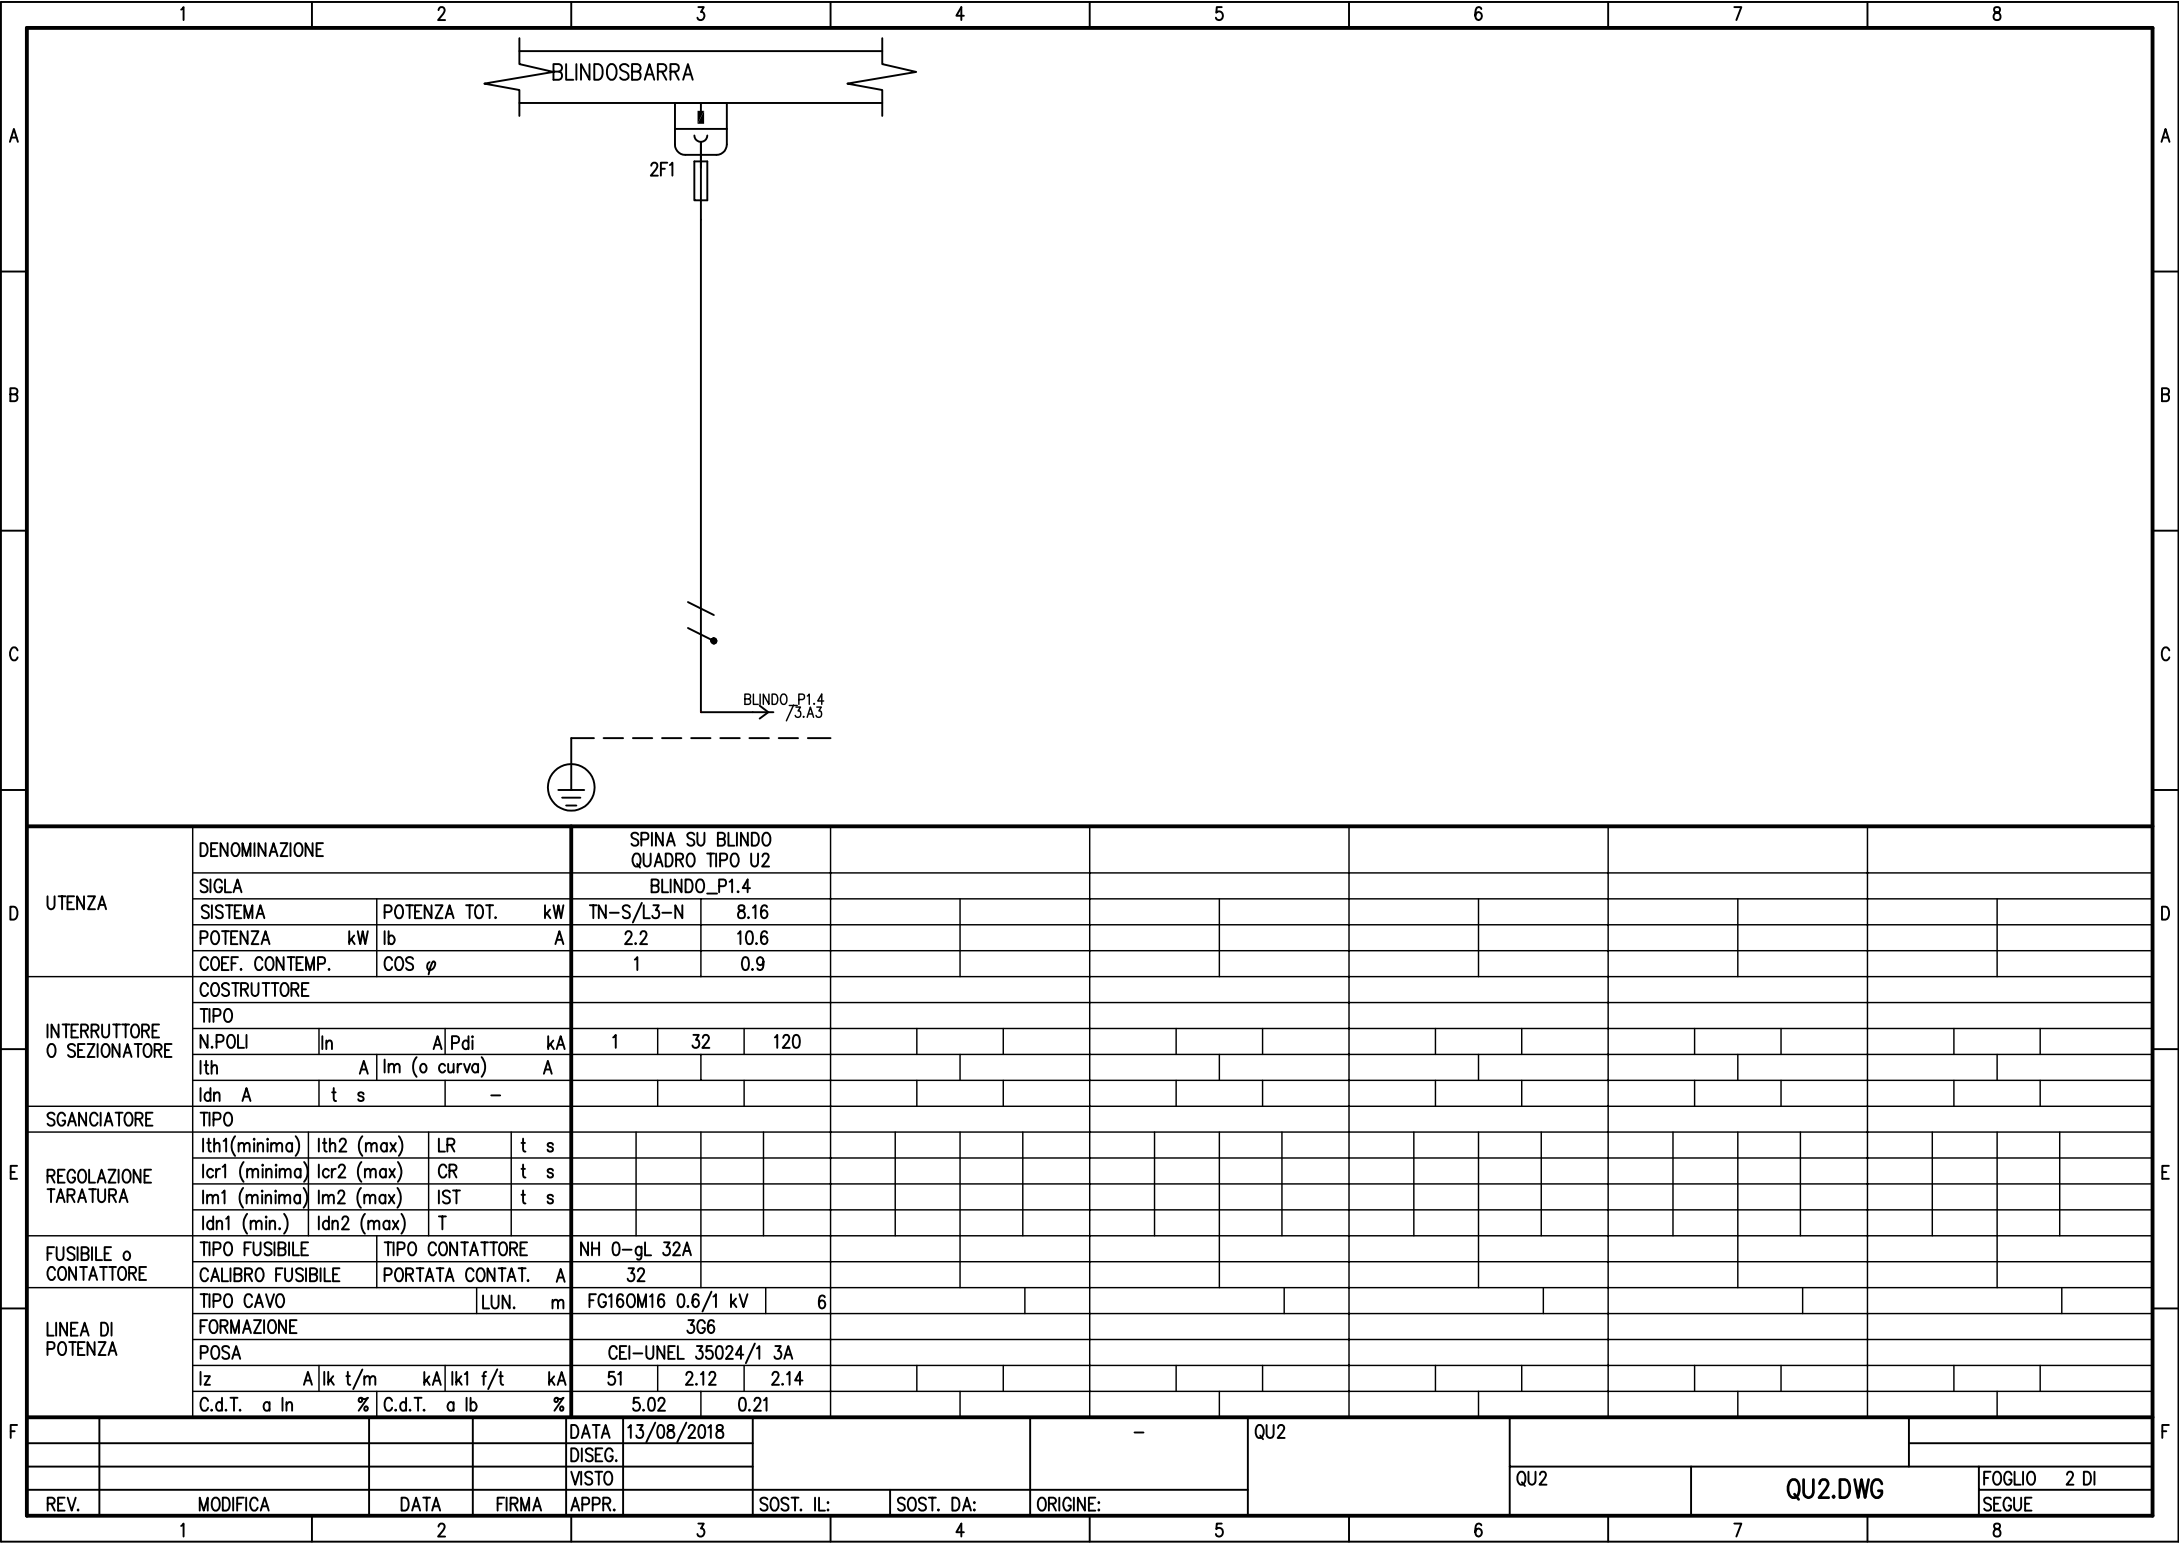 1 2 3 4 5 6 7 8
BLINDOSBARRA
A A
2F1
B B
C C
BLINDO_P1.4
/3.A3
UTENZA
DENOMINAZIONE
SPINA SU BLINDO
QUADRO TIPO U2
SIGLA BLINDO_P1.4
D D
SISTEMA POTENZA TOT. kW TN-S/L3-N 8.16
POTENZA kW Ib A 2.2 10.6
COEF. CONTEMP. COS φ 1 0.9
INTERRUTTORE
O SEZIONATORE
COSTRUTTORE
TIPO
N.POLI In A Pdi kA 1 32 120
Ith A Im (o curva) A
Idn A t s -
SGANCIATORE TIPO
E E
REGOLAZIONE
TARATURA
Ith1(minima) Ith2 (max) LR t s
Icr1 (minima) Icr2 (max) CR t s
Im1 (minima) Im2 (max) IST t s
Idn1 (min.) Idn2 (max) T
FUSIBILE o
CONTATTORE
TIPO FUSIBILE TIPO CONTATTORE NH 0-gL 32A
CALIBRO FUSIBILE PORTATA CONTAT. A 32
LINEA DI
POTENZA
TIPO CAVO LUN. m FG16OM16 0.6/1 kV 6
FORMAZIONE 3G6
POSA CEI-UNEL 35024/1 3A
Iz A Ik t/m kA Ik1 f/t kA 51 2.12 2.14
C.d.T. a In % C.d.T. a Ib % 5.02 0.21
F F
DATA 13/08/2018 - QU2
DISEG.
VISTO QU2 QU2.DWG FOGLIO 2 DI
REV. MODIFICA DATA FIRMA APPR. SOST. IL: SOST. DA: ORIGINE: SEGUE
1 2 3 4 5 6 7 8